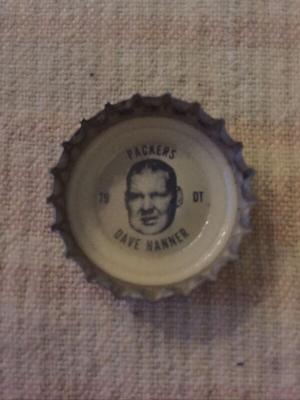 PACKERS
79 DT
DAVE HANNER